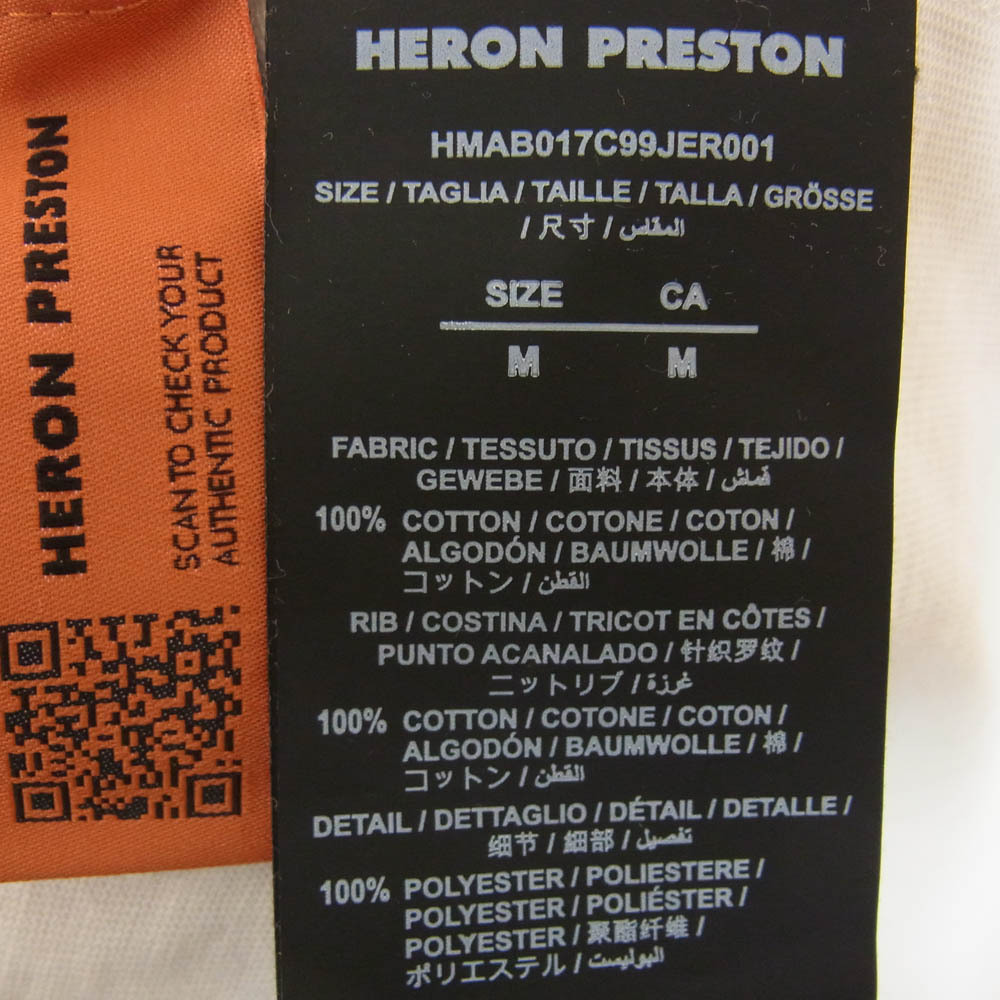 HERON PRESTON
SCAN TO CHECK YOUR
AUTHENTIC PRODUCT
HERON PRESTON
HMAB017C99JER001
SIZE / TAGLIA / TAILLE / TALLA / GRÖSSE
/ 尺寸 / المقاس
SIZE CA
M M
FABRIC / TESSUTO / TISSUS / TEJIDO /
GEWEBE / 面料 / 本体 / قماش
100% COTTON / COTONE / COTON /
ALGODÓN / BAUMWOLLE / 棉 /
コットン / القطن
RIB / COSTINA / TRICOT EN CÔTES /
PUNTO ACANALADO / 针织罗纹 /
ニットリブ / غرزة
100% COTTON / COTONE / COTON /
ALGODÓN / BAUMWOLLE / 棉 /
コットン / القطن
DETAIL / DETTAGLIO / DÉTAIL / DETALLE /
细节 / 細部 / تفصيل
100% POLYESTER / POLIESTERE /
POLYESTER / POLIÉSTER /
POLYESTER / 聚酯纤维 /
ポリエステル / البوليست